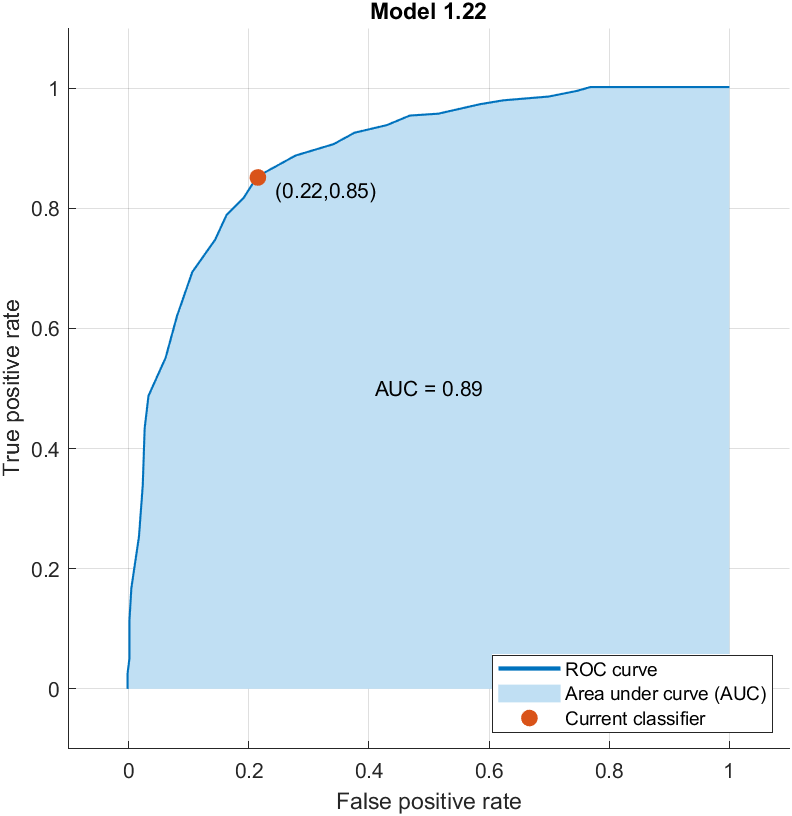 Model 1.22
1
0.8
0.6
0.4
0.2
0
True positive rate
(0.22,0.85)
AUC = 0.89
ROC curve
Area under curve (AUC)
Current classifier
0 0.2 0.4 0.6 0.8 1
False positive rate